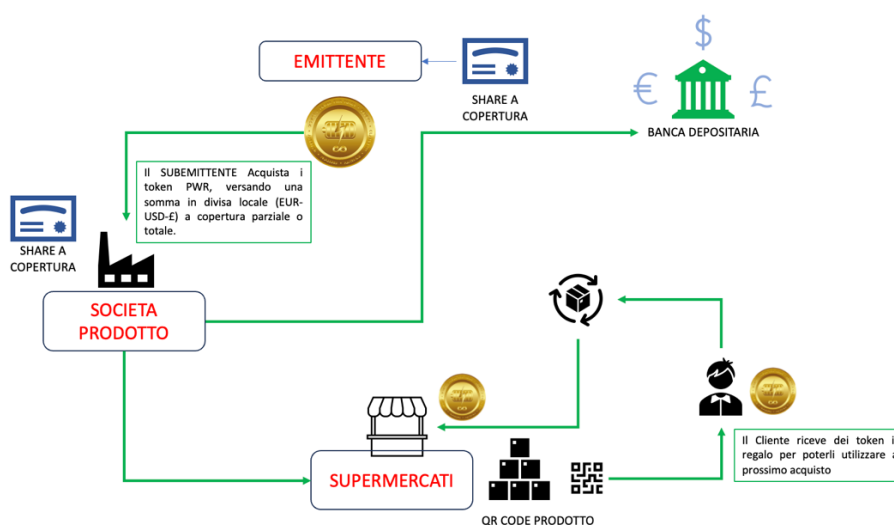 EMITTENTE
SHARE A
COPERTURA
$
€
£
BANCA DEPOSITARIA
Il SUBEMITTENTE Acquista i
token PWR, versando una
somma in divisa locale (EUR-
USD-£) a copertura parziale o
totale.
SHARE A
COPERTURA
SOCIETA
PRODOTTO
SUPERMERCATI
QR CODE PRODOTTO
Il Cliente riceve dei token i
regalo per poterli utilizzare a
prossimo acquisto